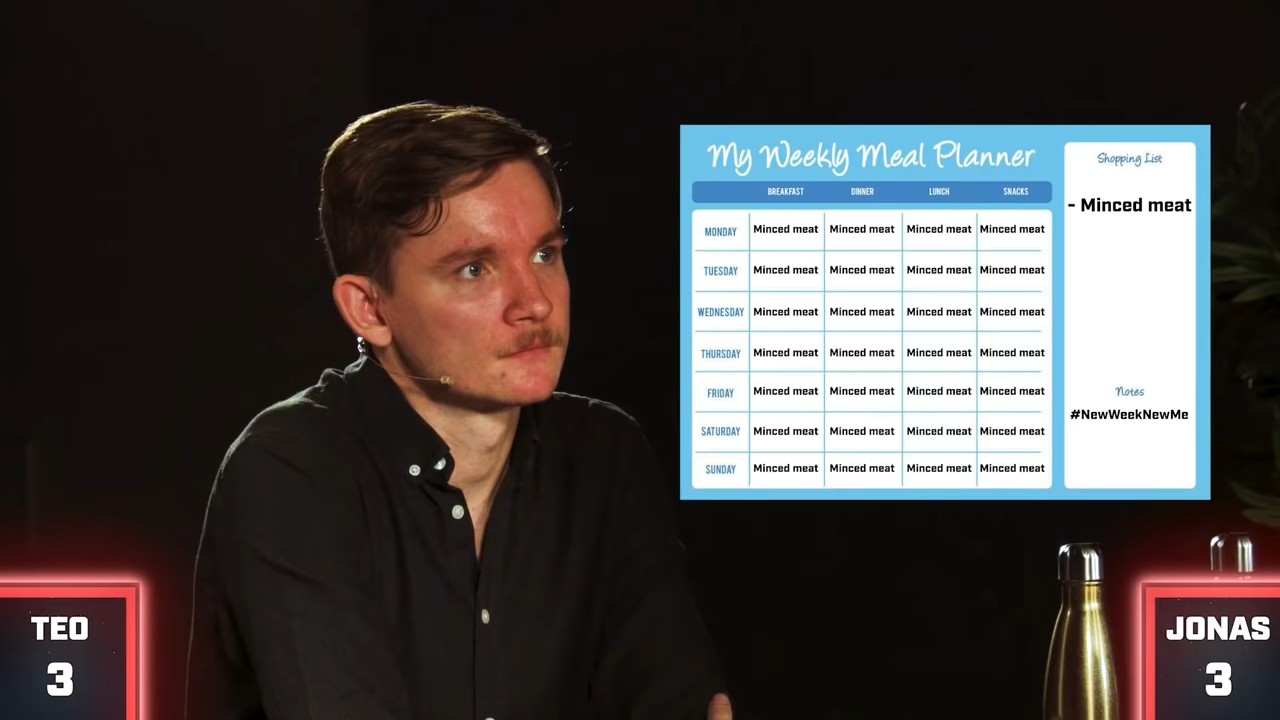 My Weekly Meal Planner
BREAKFAST DINNER LUNCH SNACKS
MONDAY Minced meat Minced meat Minced meat Minced meat
TUESDAY Minced meat Minced meat Minced meat Minced meat
WEDNESDAY Minced meat Minced meat Minced meat Minced meat
THURSDAY Minced meat Minced meat Minced meat Minced meat
FRIDAY Minced meat Minced meat Minced meat Minced meat
SATURDAY Minced meat Minced meat Minced meat Minced meat
SUNDAY Minced meat Minced meat Minced meat Minced meat
Shopping List
- Minced meat
Notes
#NewWeekNewMe
TEO
3
JONAS
3